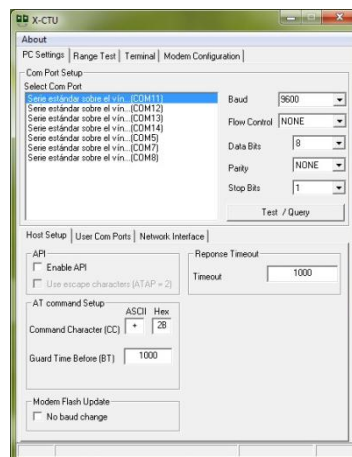 X-CTU
About
PC Settings Range Test Terminal Modem Configuration
Com Port Setup
Select Com Port
Serie estándar sobre el vín... (COM11)
Serie estándar sobre el vín... (COM12)
Serie estándar sobre el vín... (COM13)
Serie estándar sobre el vín... (COM14)
Serie estándar sobre el vín... (COM5)
Serie estándar sobre el vín... (COM7)
Serie estándar sobre el vín... (COM8)
Baud 9600
Flow Control NONE
Data Bits 8
Parity NONE
Stop Bits 1
Test / Query
Host Setup User Com Ports Network Interface
API
Enable API
Use escape characters (ATAP = 2)
Reponse Timeout
Timeout 1000
AT command Setup
ASCII Hex
Command Character (CC) + 2B
Guard Time Before (BT) 1000
Modem Flash Update
No baud change